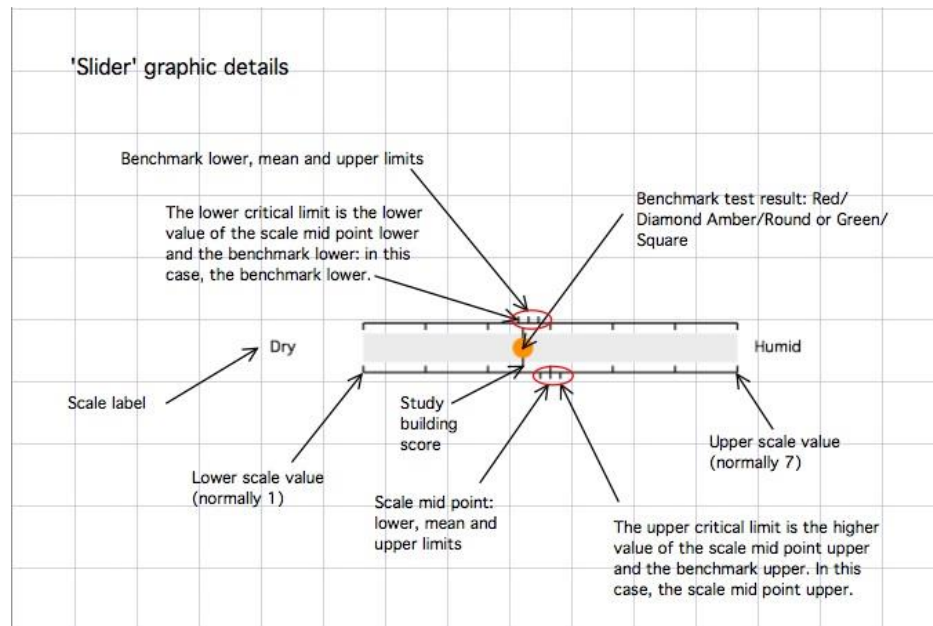 'Slider' graphic details
Benchmark lower, mean and upper limits
The lower critical limit is the lower
value of the scale mid point lower
and the benchmark lower: in this
case, the benchmark lower.
Benchmark test result: Red/
Diamond Amber/Round or Green/
Square
Dry
Humid
Scale label
Study
building
score
Lower scale value
(normally 1)
Upper scale value
(normally 7)
Scale mid point:
lower, mean and
upper limits
The upper critical limit is the higher
value of the scale mid point upper
and the benchmark upper. In this
case, the scale mid point upper.